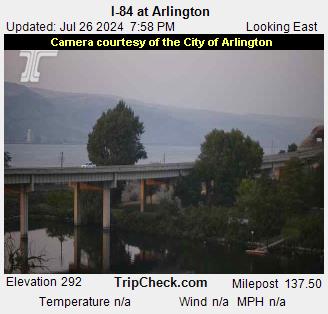 I-84 at Arlington
Updated: Jul 26 2024 7:58 PM Looking East
Camera courtesy of the City of Arlington
Elevation 292 TripCheck.com Milepost 137.50
Temperature n/a Wind n/a MPH n/a